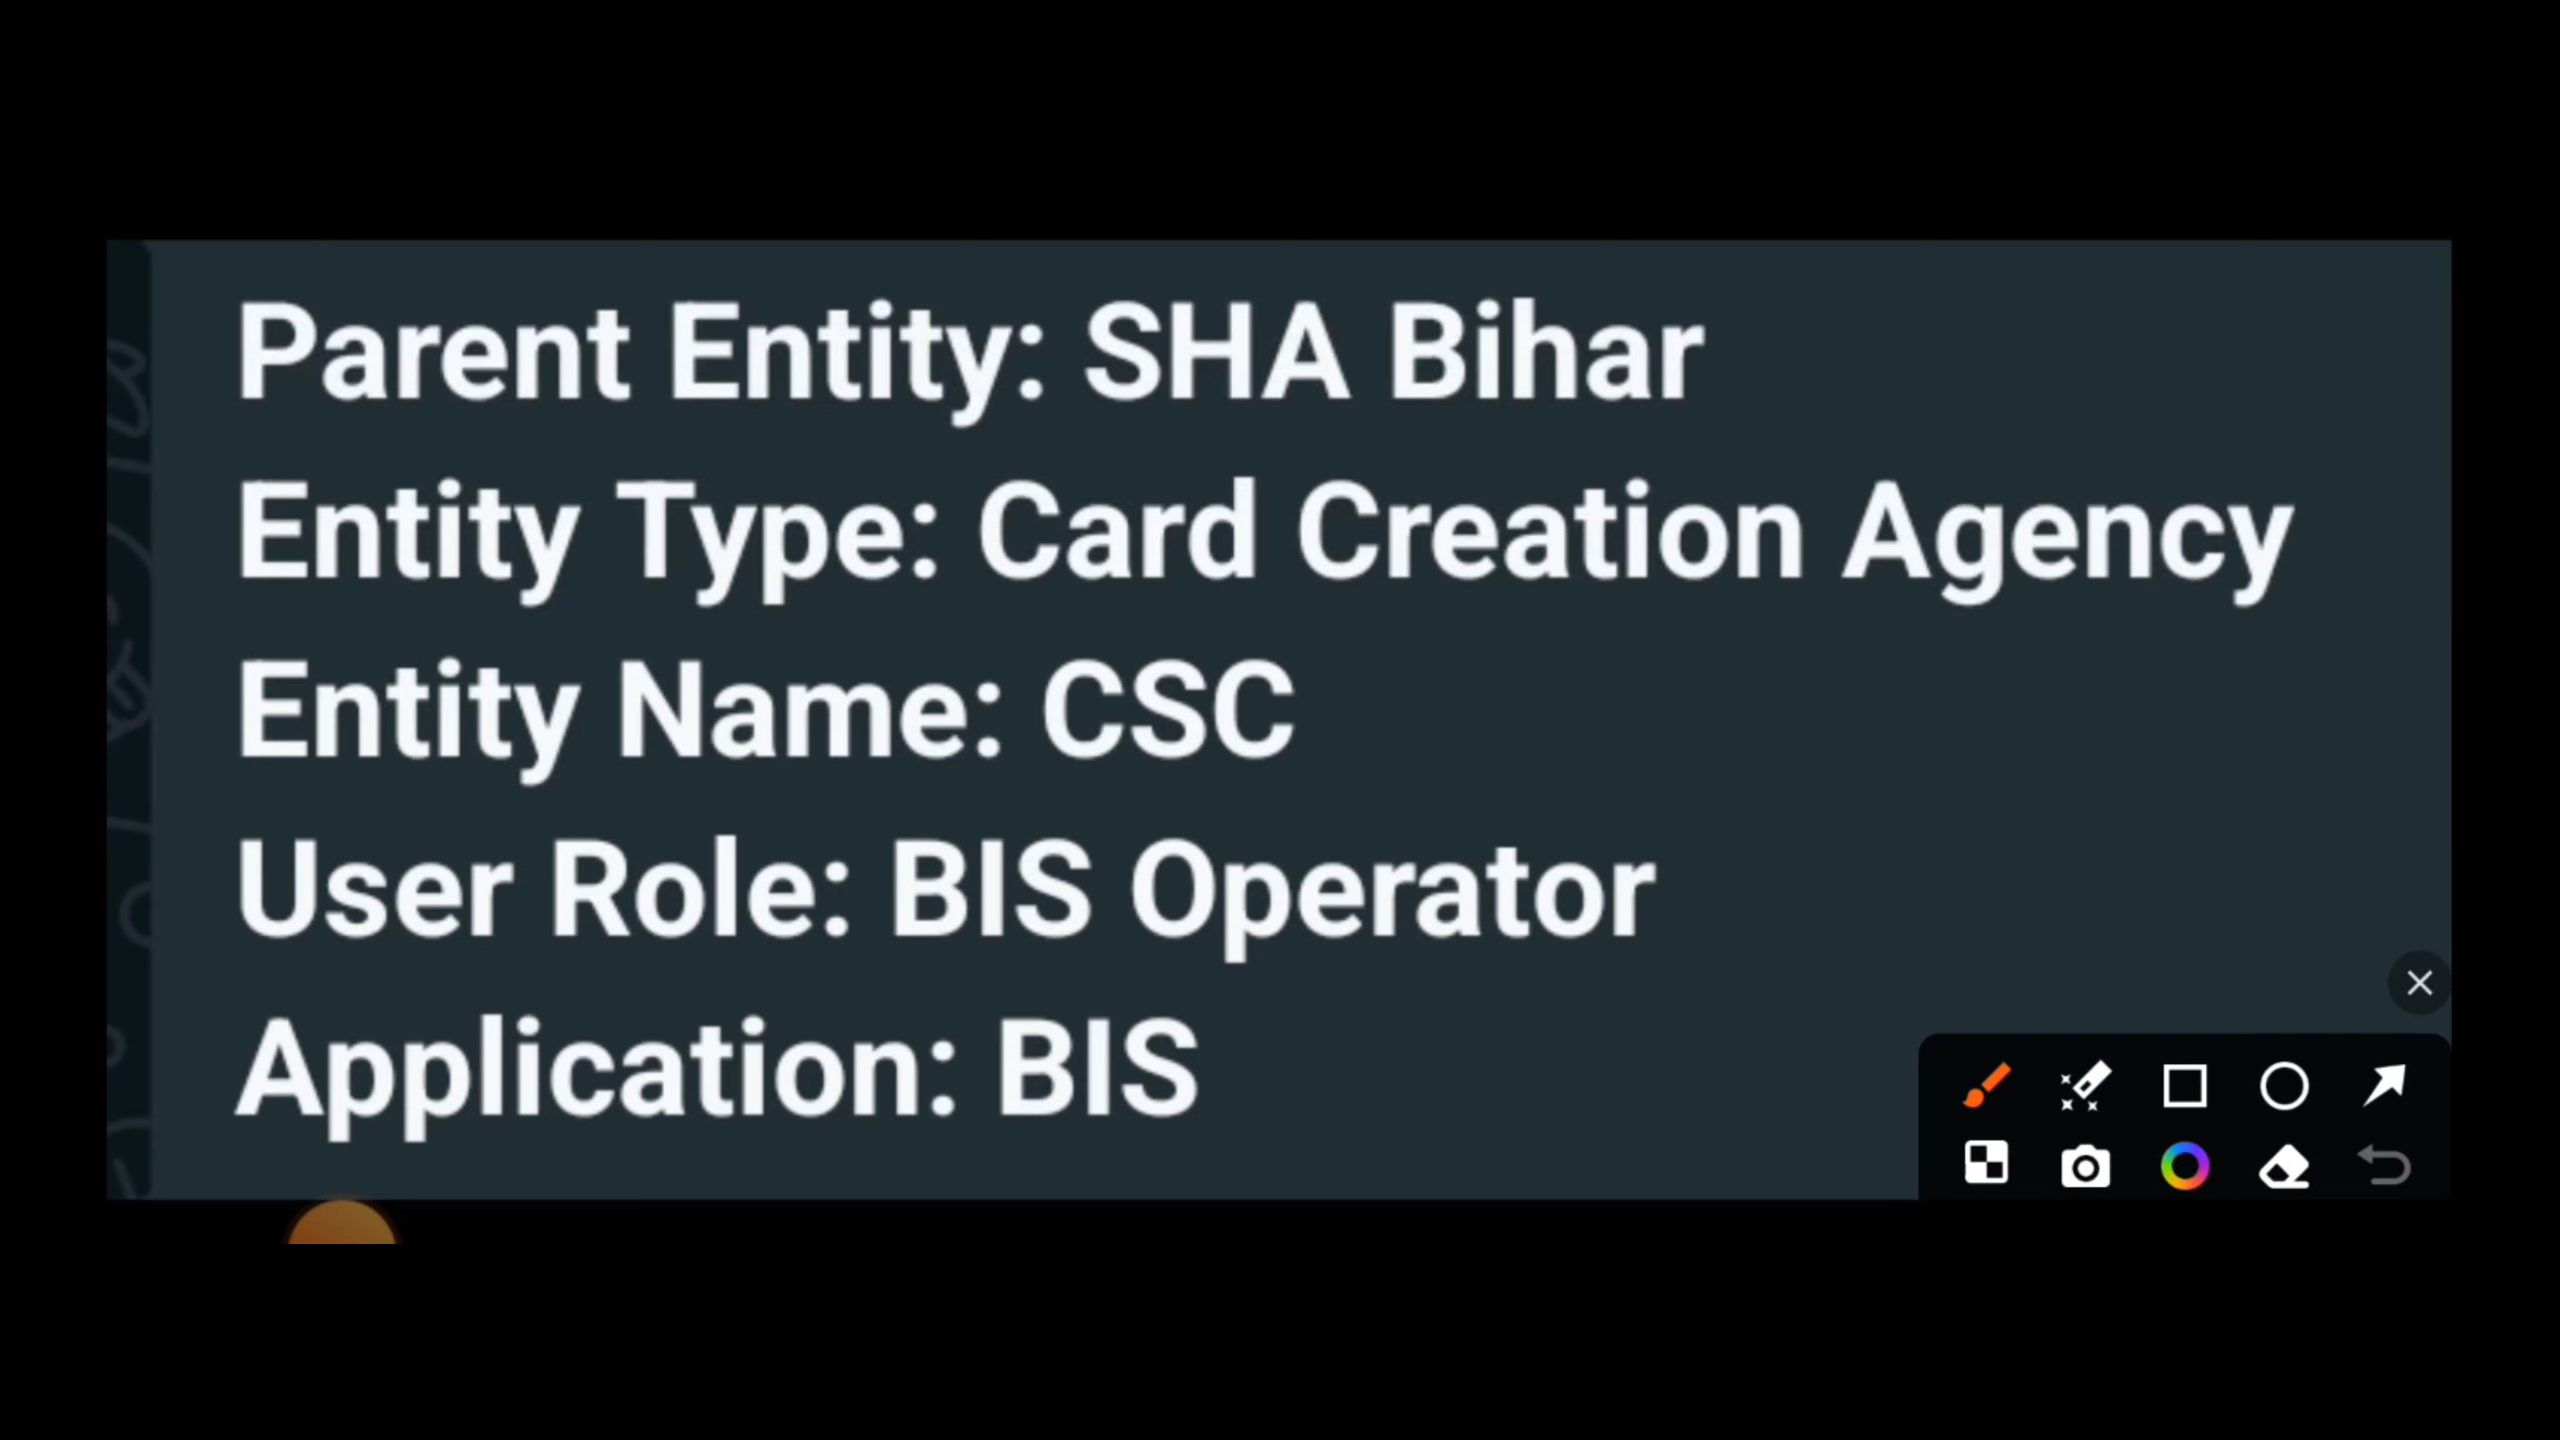 Parent Entity: SHA Bihar
Entity Type: Card Creation Agency
Entity Name: CSC
User Role: BIS Operator
Application: BIS